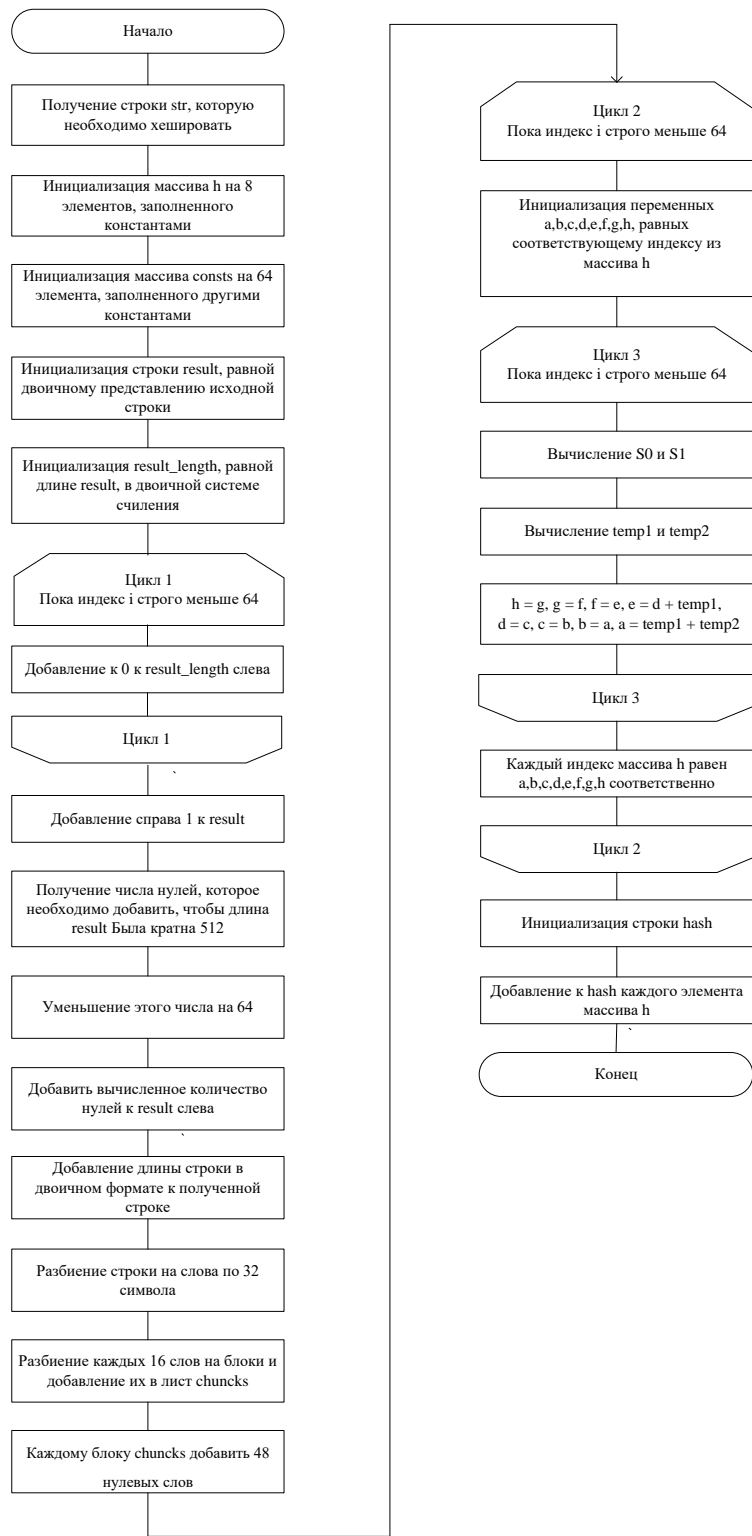 Начало
Получение строки str, которую
необходимо хешировать
Инициализация массива h на 8
элементов, заполненного
константами
Инициализация массива consts на 64
элемента, заполненного другими
константами
Инициализация строки result, равной
двоичному представлению исходной
строки
Инициализация result_length, равной
длине result, в двоичной системе
счиления
Цикл 1
Пока индекс i строго меньше 64
Добавление к 0 к result_length слева
Цикл 1
`
Добавление справа 1 к result
Получение числа нулей, которое
необходимо добавить, чтобы длина
result Была кратна 512
Уменьшение этого числа на 64
Добавить вычисленное количество
нулей к result слева
`
Добавление длины строки в
двоичном формате к полученной
строке
Разбиение строки на слова по 32
символа
Разбиение каждых 16 слов на блоки и
добавление их в лист chuncks
Каждому блоку chuncks добавить 48
нулевых слов
Цикл 2
Пока индекс i строго меньше 64
Инициализация переменных
a,b,c,d,e,f,g,h, равных
соответствующему индексу из
массива h
Цикл 3
Пока индекс i строго меньше 64
Вычисление S0 и S1
Вычисление temp1 и temp2
h = g, g = f, f = e, e = d + temp1,
d = c, c = b, b = a, a = temp1 + temp2
Цикл 3
Каждый индекс массива h равен
a,b,c,d,e,f,g,h соответственно
Цикл 2
Инициализация строки hash
Добавление к hash каждого элемента
массива h
`
Конец